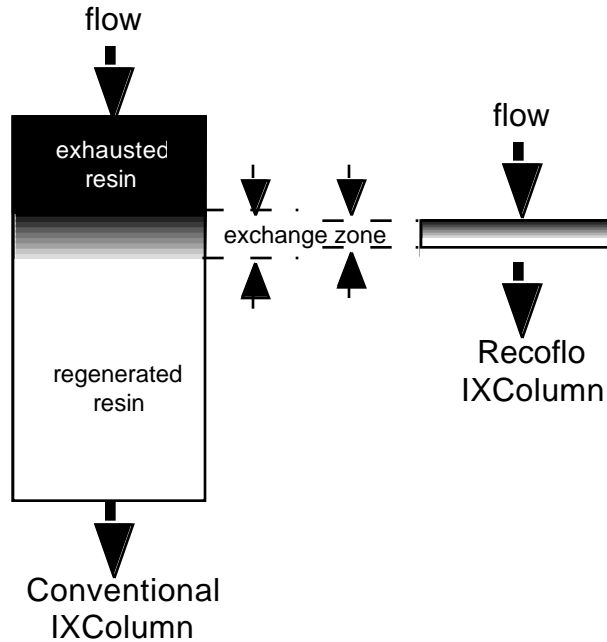 flow
exhausted
resin
flow
exchange zone
regenerated
resin
Recoflo
IXColumn
Conventional
IXColumn